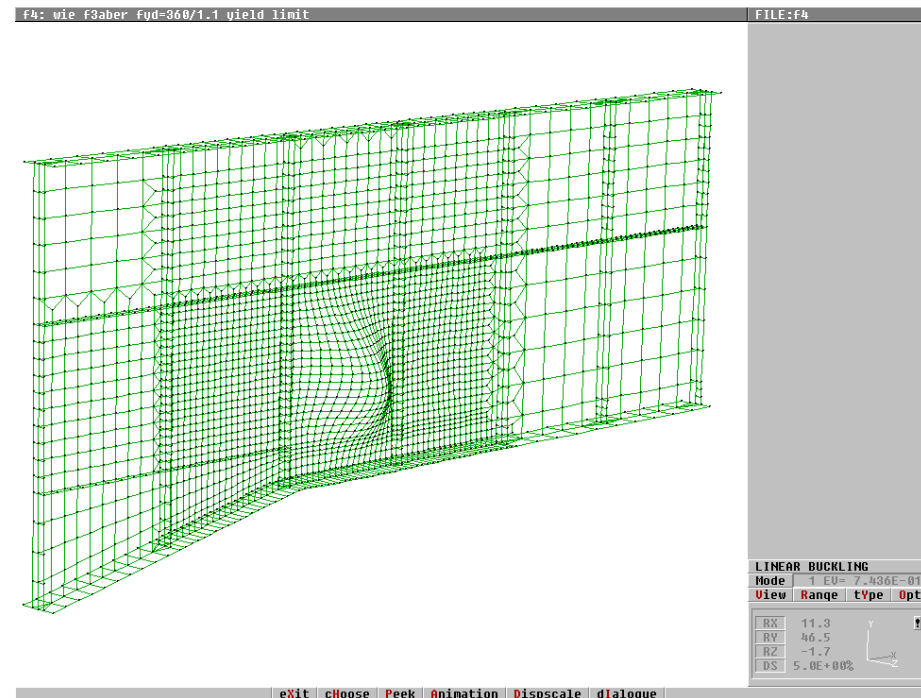 f4: wie f3aber fyd=360/1.1 yield limit
FILE:f4
LINEAR BUCKLING
Mode 1 EV= 7.436E-01
View Range tYpe Opt
RX 11.3
RY 46.5
RZ -1.7
DS 5.0E+00%
Y
X
Z
!
eXit cHoose Peek Animation Dispscale dIalogue